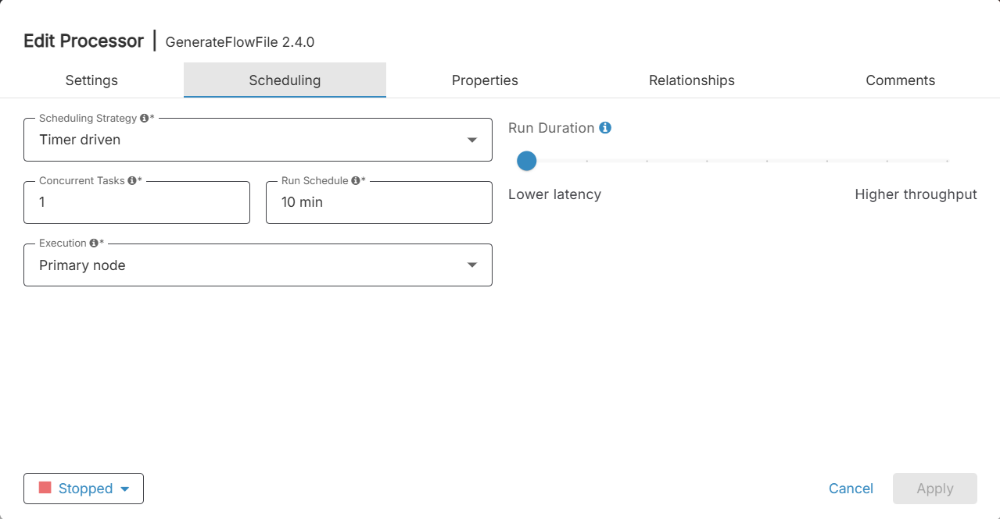 Edit Processor | GenerateFlowFile 2.4.0
Settings
Scheduling
Properties
Relationships
Comments
Scheduling Strategy *
Timer driven
Run Duration
Lower latency
Higher throughput
Concurrent Tasks *
1
Run Schedule *
10 min
Execution *
Primary node
Stopped
Cancel
Apply